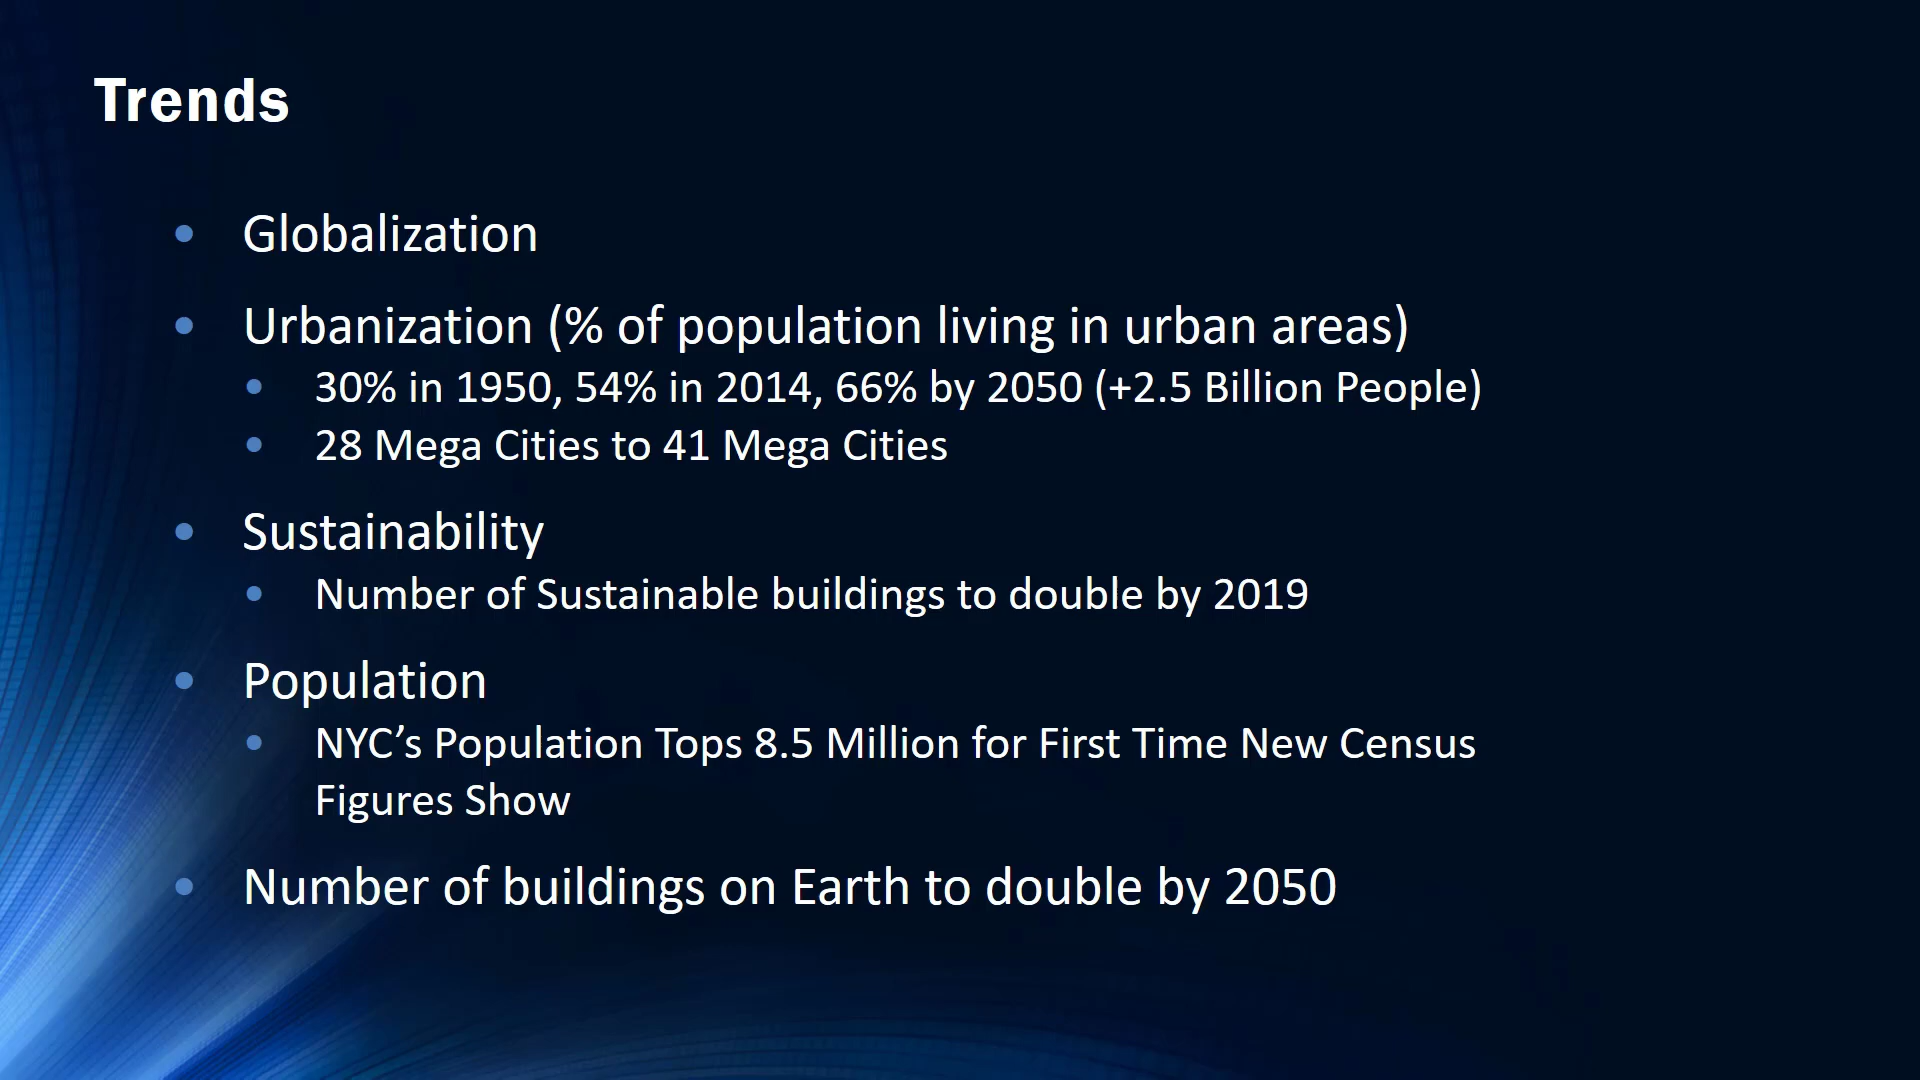 Trends
• Globalization
• Urbanization (% of population living in urban areas)
• 30% in 1950, 54% in 2014, 66% by 2050 (+2.5 Billion People)
• 28 Mega Cities to 41 Mega Cities
• Sustainability
• Number of Sustainable buildings to double by 2019
• Population
• NYC’s Population Tops 8.5 Million for First Time New Census
Figures Show
• Number of buildings on Earth to double by 2050